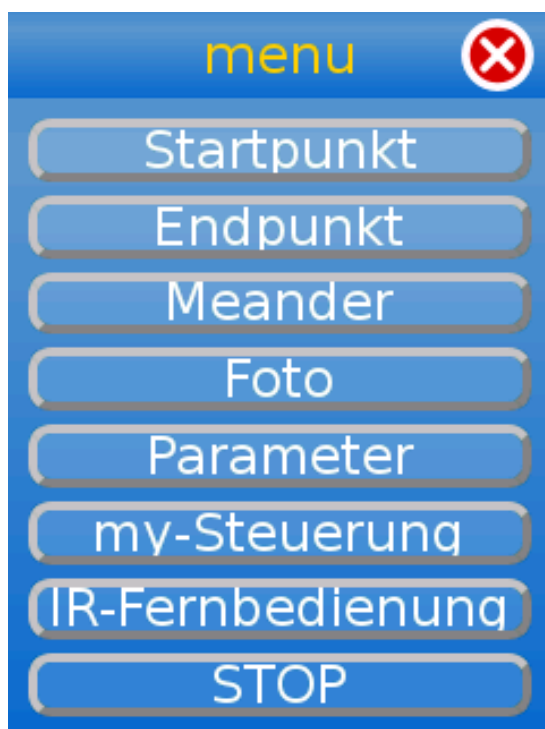 menu
Startpunkt
Endpunkt
Meander
Foto
Parameter
my-Steuerung
IR-Fernbedienung
STOP